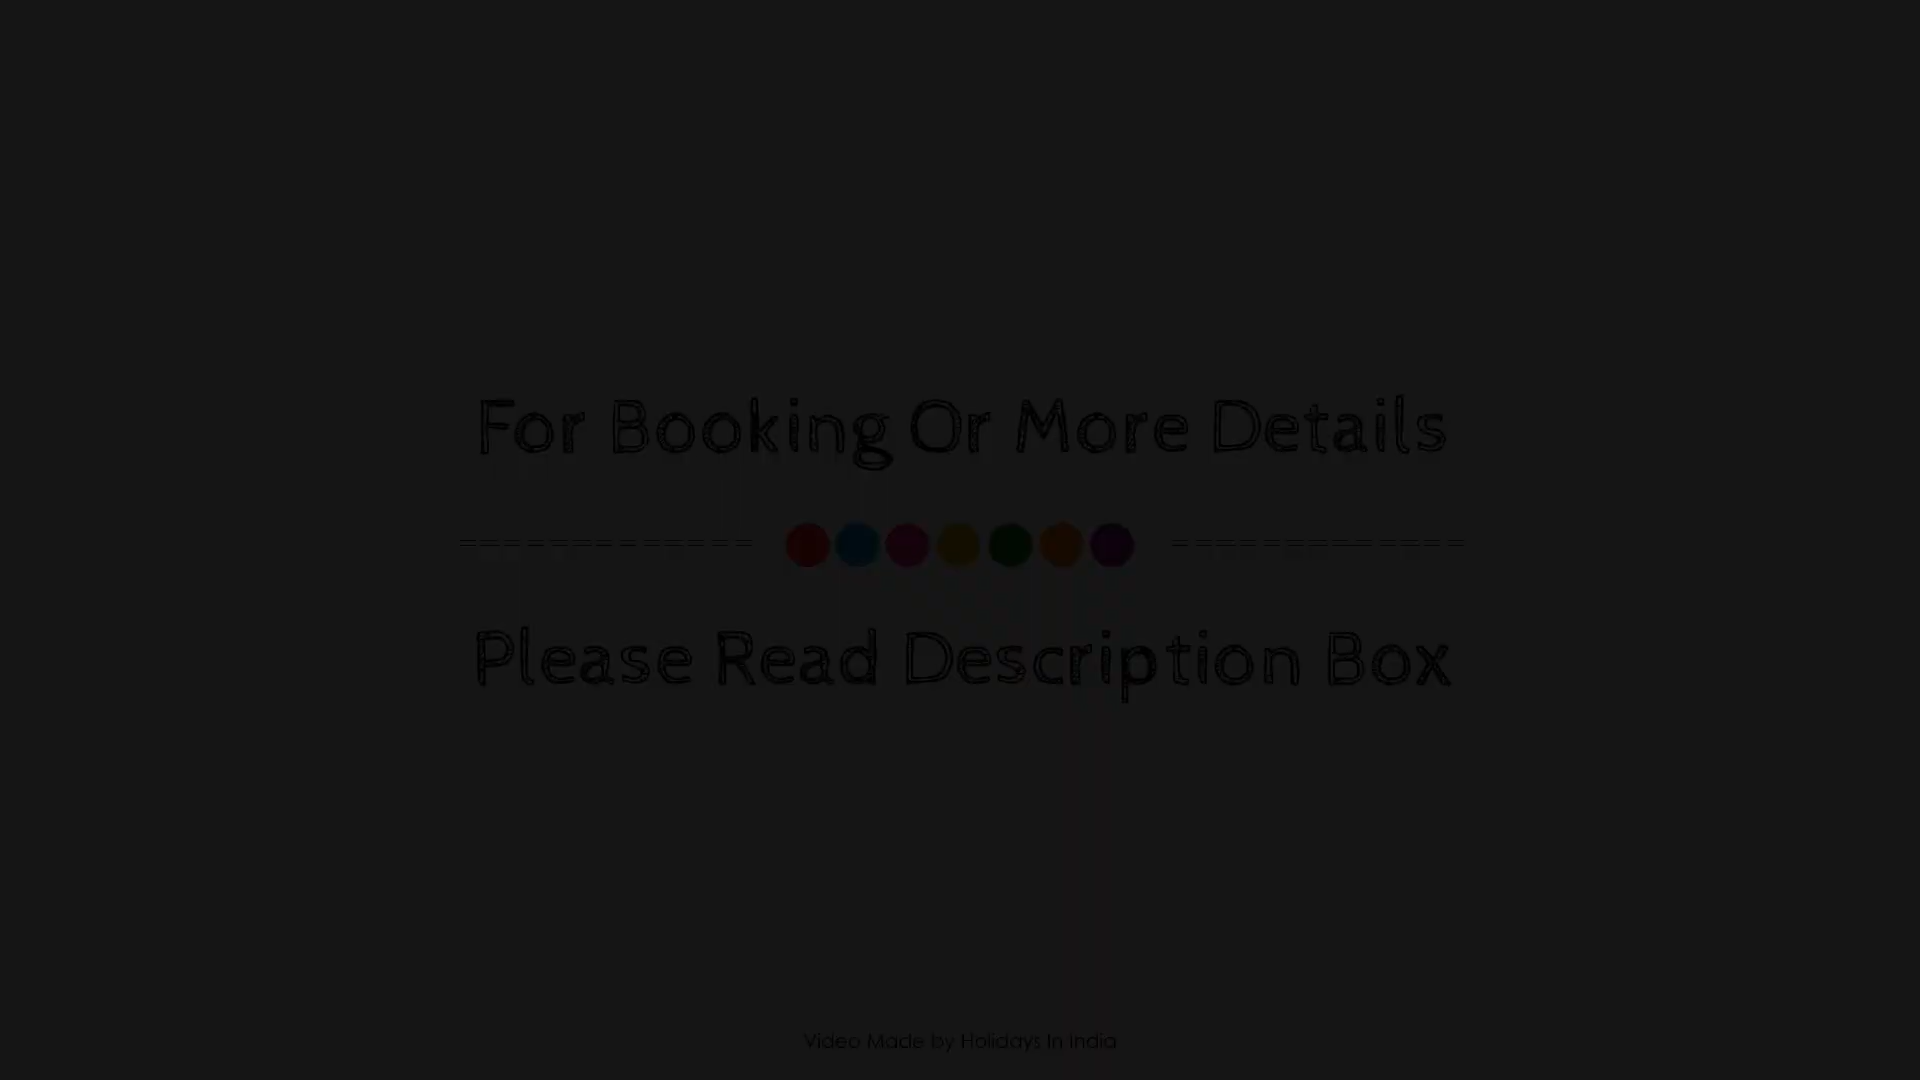 For Booking Or More Details
Please Read Description Box
Video Made by Holidays In India